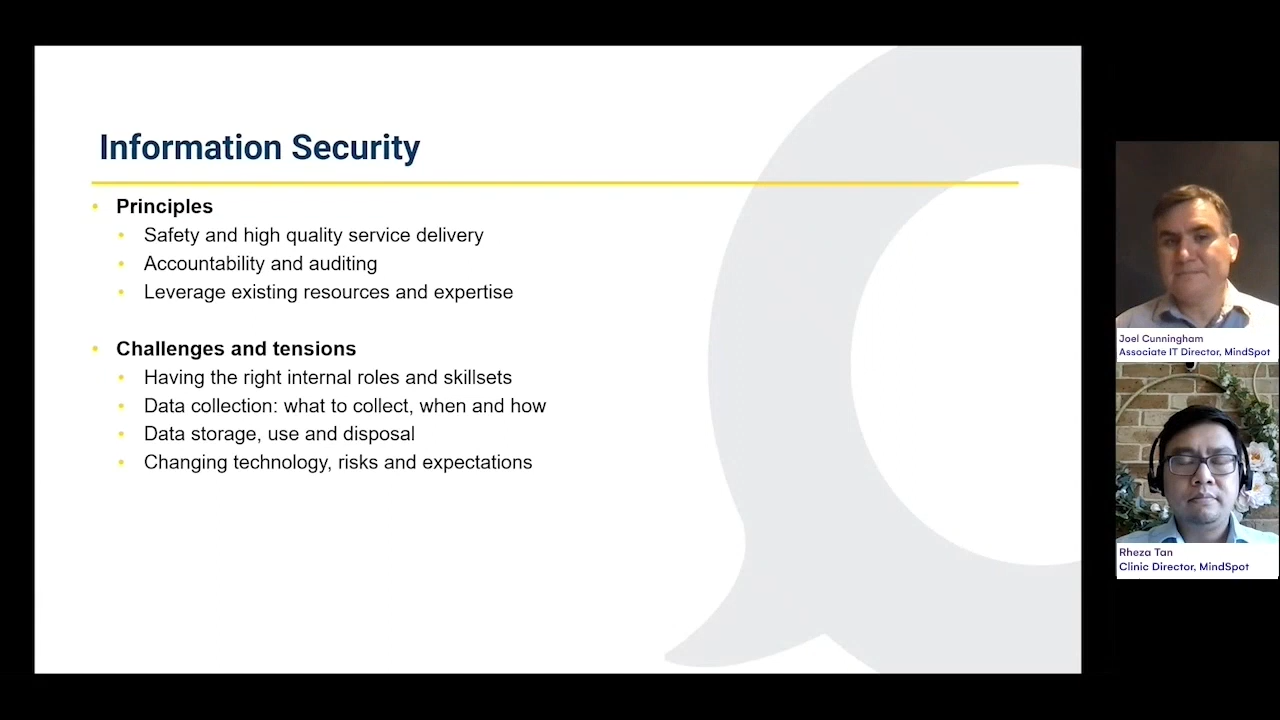 Information Security
Principles
Safety and high quality service delivery
Accountability and auditing
Leverage existing resources and expertise
Challenges and tensions
Having the right internal roles and skillsets
Data collection: what to collect, when and how
Data storage, use and disposal
Changing technology, risks and expectations
Joel Cunningham
Associate IT Director, MindSpot
Rheza Tan
Clinic Director, MindSpot